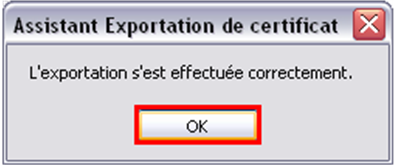 Assistant Exportation de certificat
L'exportation s'est effectuée correctement.
OK